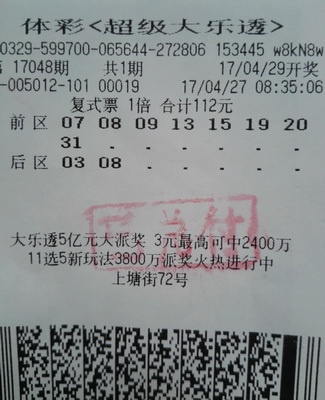 体彩<超级大乐透>
0329-599700-065644-272806 153445 w8kN8w
第 17048期 共1期 17/04/29开奖
-005012-101 00019 17/04/27 08:35:06
复式票 1倍 合计112元
前区 07 08 09 13 15 19 20
31 . . . . . .
后区 03 08 . . . . .
已兑付
大乐透5亿元大派奖 3元最高可中2400万
11选5新玩法3800万派奖火热进行中
上塘街72号